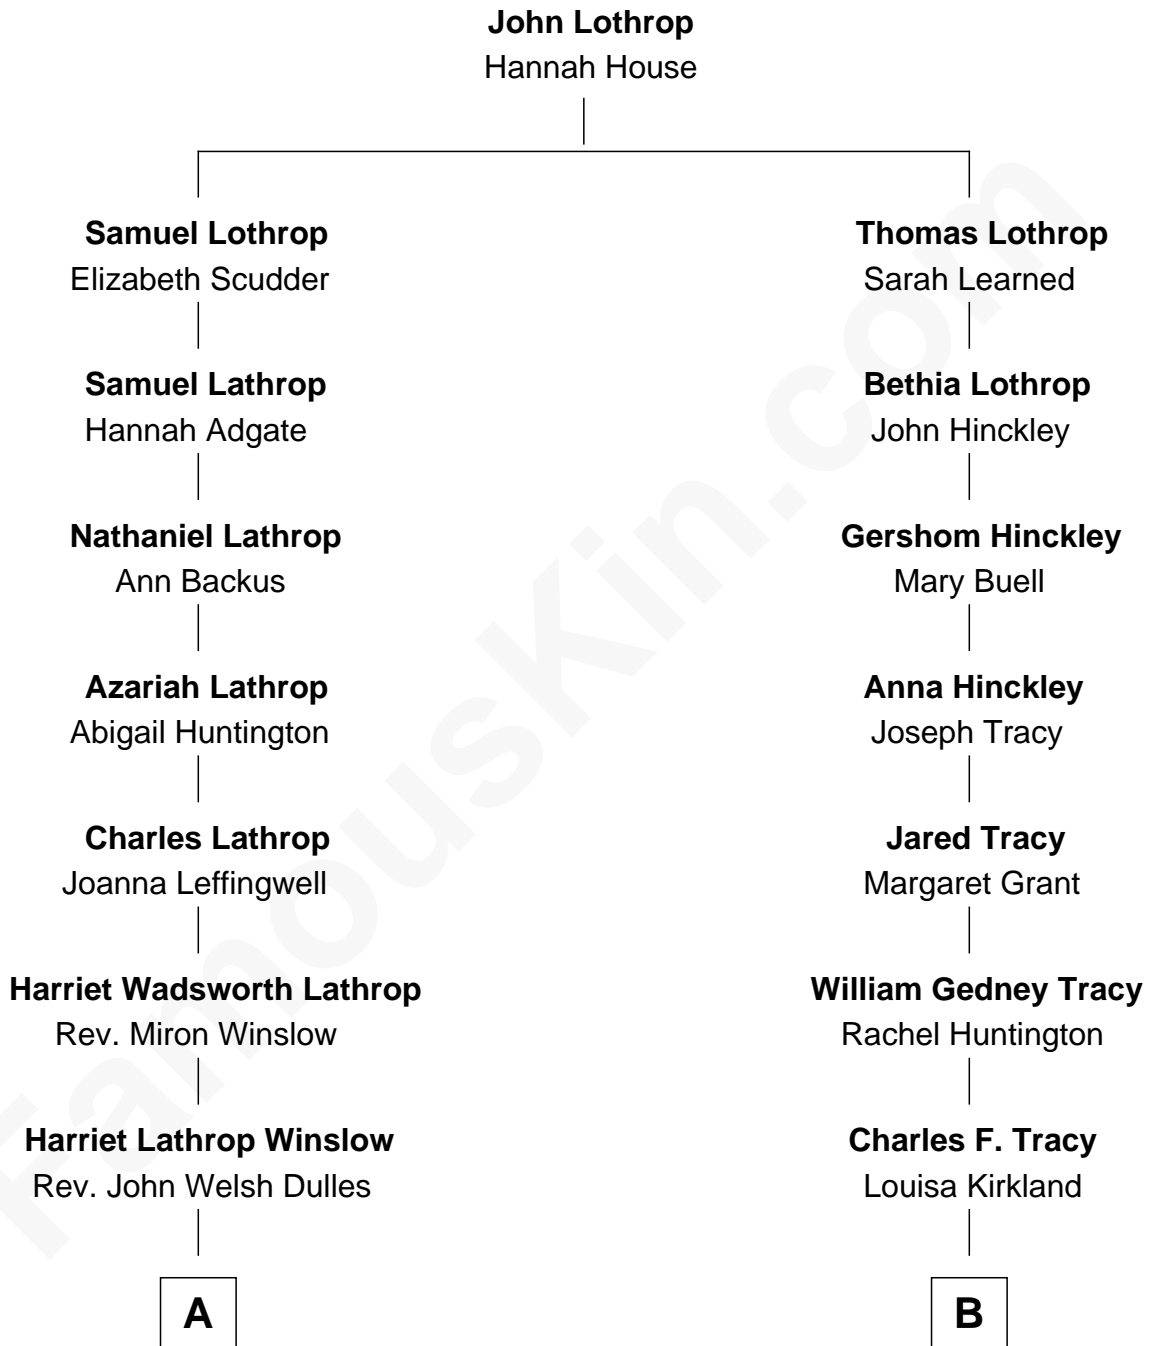 John Lothrop
Hannah House
Samuel Lothrop
Elizabeth Scudder
Thomas Lothrop
Sarah Learned
Samuel Lathrop
Hannah Adgate
Bethia Lothrop
John Hinckley
Nathaniel Lathrop
Ann Backus
Gershom Hinckley
Mary Buell
Azariah Lathrop
Abigail Huntington
Anna Hinckley
Joseph Tracy
Charles Lathrop
Joanna Leffingwell
Jared Tracy
Margaret Grant
Harriet Wadsworth Lathrop
Rev. Miron Winslow
William Gedney Tracy
Rachel Huntington
Harriet Lathrop Winslow
Rev. John Welsh Dulles
Charles F. Tracy
Louisa Kirkland
A
B
FamousKin.com